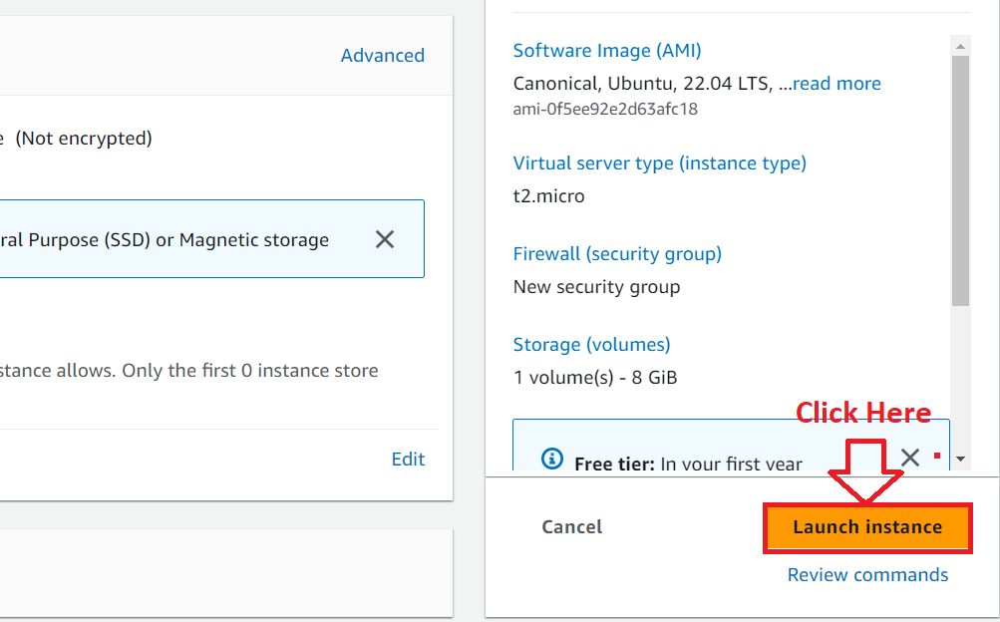 Advanced
e (Not encrypted)
ral Purpose (SSD) or Magnetic storage
stance allows. Only the first 0 instance store
Edit
Software Image (AMI)
Canonical, Ubuntu, 22.04 LTS, ...read more
ami-0f5ee92e2d63afc18
Virtual server type (instance type)
t2.micro
Firewall (security group)
New security group
Storage (volumes)
1 volume(s) - 8 GiB
Click Here
Free tier: In your first year
Cancel
Launch instance
Review commands